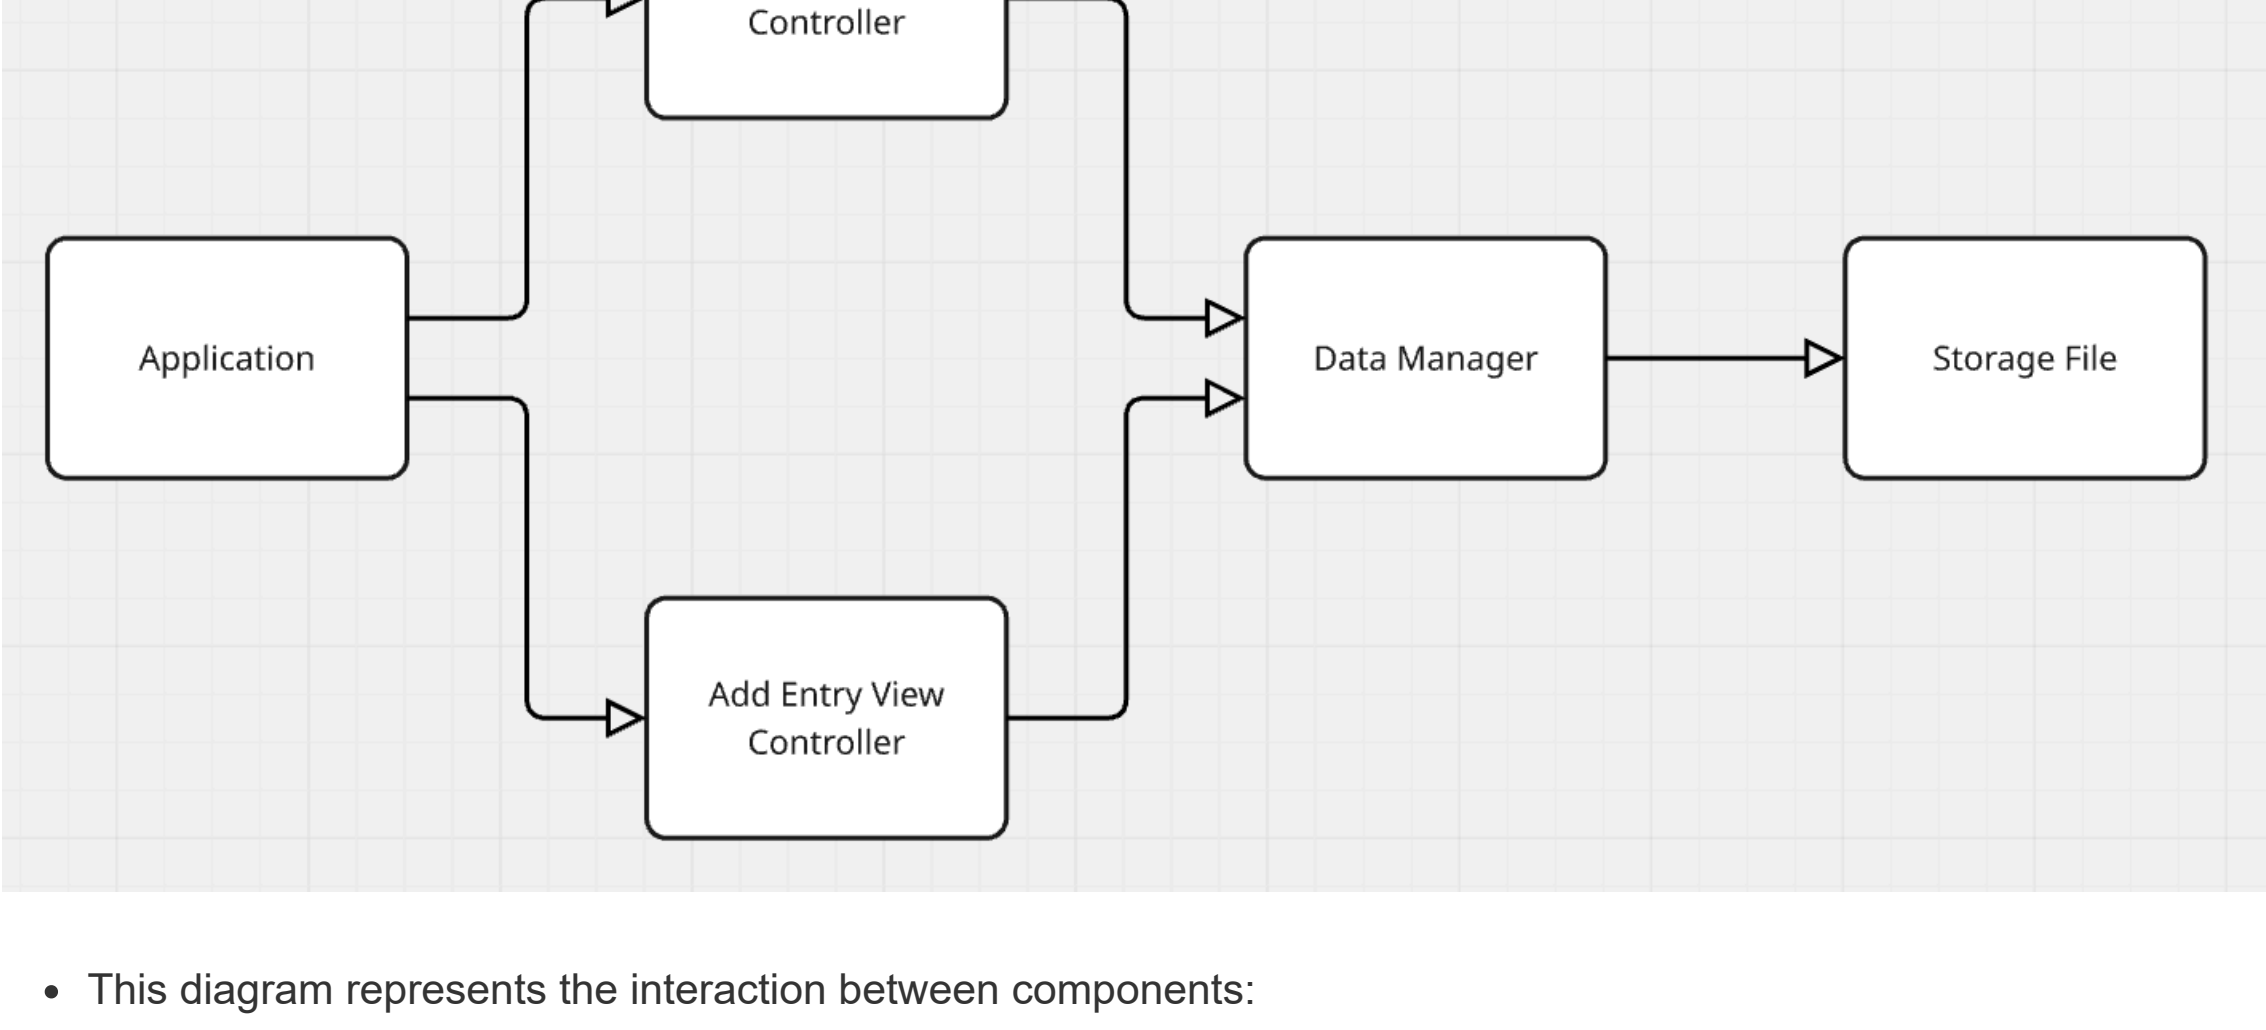 Controller
Application
Data Manager
Storage File
Add Entry View
Controller
• This diagram represents the interaction between components: